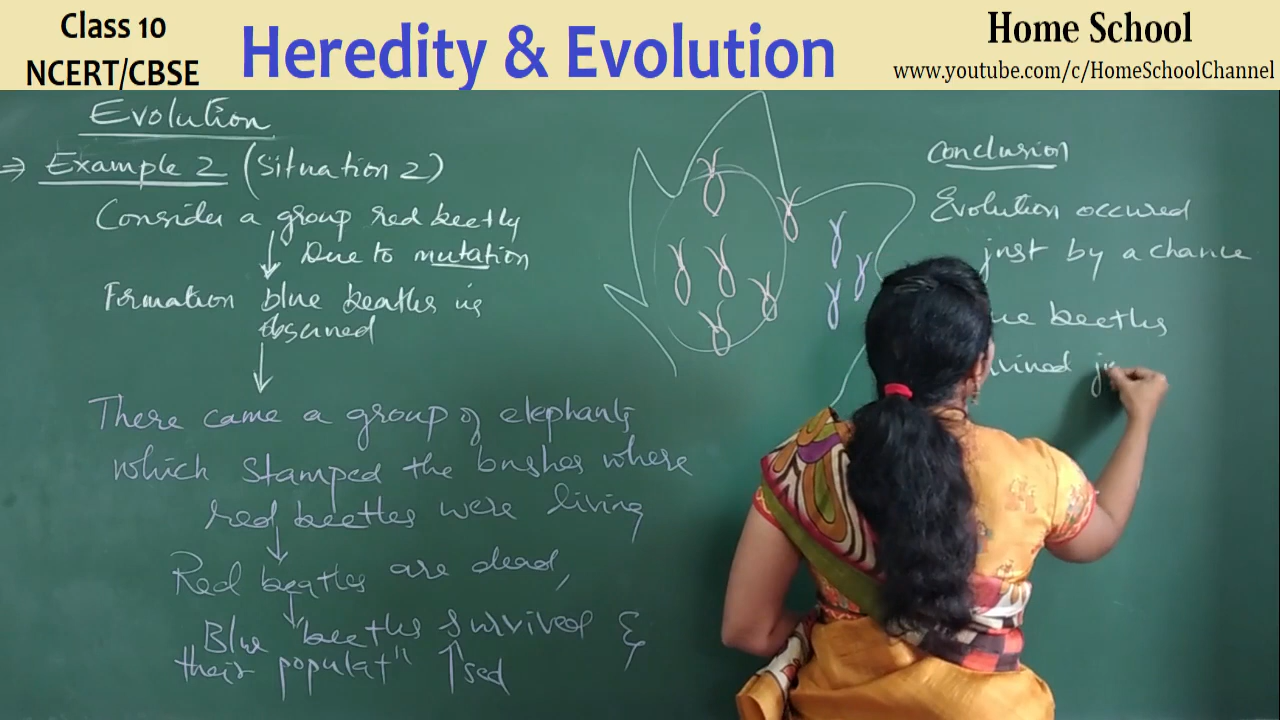 Class 10
NCERT/CBSE
Heredity & Evolution
Home School
www.youtube.com/c/HomeSchoolChannel
Evolution
⇒ Example 2 (Situation 2)
Consider a group red beetly
↓ Due to mutation
Formation blue beatles is
observed
↓
There came a group of elephants
which stamped the bushes where
red beetles were living
↓
Red beatles are dead,
↓
Blue beetles survived &
their populatⁿ ↑sed
Conclusion
Evolution occured
just by a chance
beetles